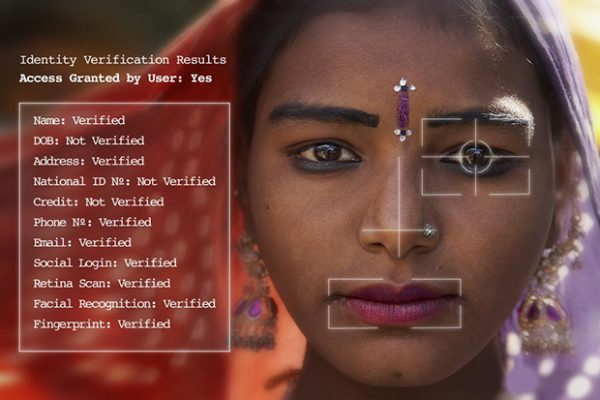 Identity Verification Results
Access Granted by User: Yes
Name: Verified
DOB: Not Verified
Address: Verified
National ID Nº: Not Verified
Credit: Not Verified
Phone Nº: Verified
Email: Verified
Social Login: Verified
Retina Scan: Verified
Facial Recognition: Verified
Fingerprint: Verified